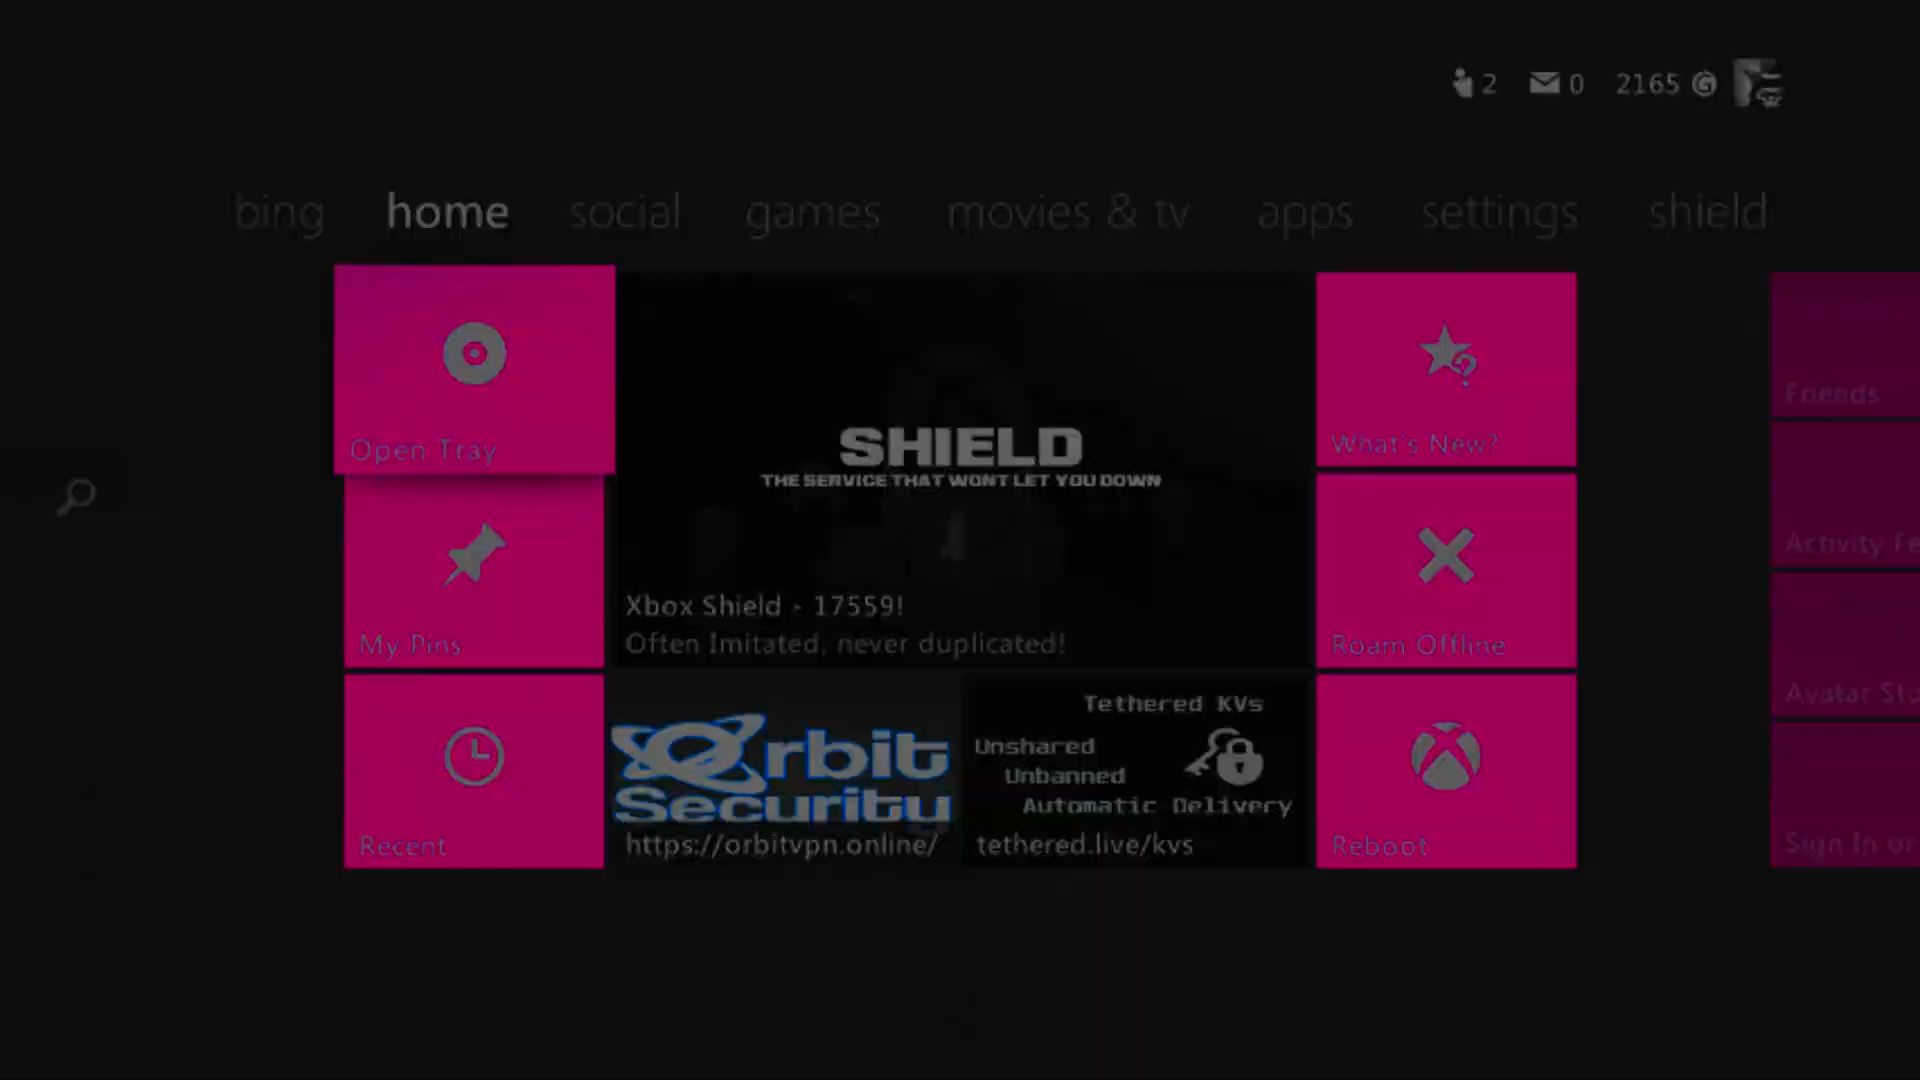 2
0
2165 G
bing
home
social
games
movies & tv
apps
settings
shield
Open Tray
My Pins
Recent
SHIELD
THE SERVICE THAT WONT LET YOU DOWN
Xbox Shield - 17559!
Often Imitated, never duplicated!
Orbit
Security
https://orbitvpn.online/
Tethered KVs
Unshared
Unbanned
Automatic Delivery
tethered.live/kvs
What's New?
Roam Offline
Reboot
Friends
Activity Fe
Avatar Sto
Sign In or